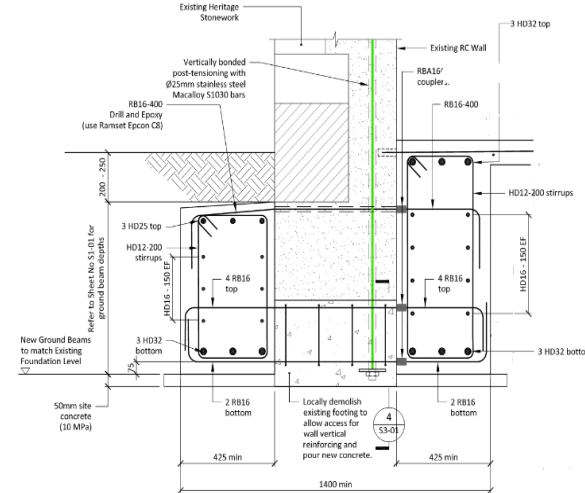 Existing Heritage
Stonework
3 HD32 top
Existing RC Wall
Vertically bonded
post-tensioning with
Ø25mm stainless steel
Macalloy S1030 bars
RBA16'
coupler..
RB16-400
Drill and Epoxy
(use Ramset Epcon C8)
RB16-400
200 - 250
HD12-200
stirrups
3 HD25 top
HD12-200
stirrups
HD16 - 150 EF
HD16 - 150 EF
4 RB16
top
4 RB16
top
Refer to Sheet No S1-01 for
ground beam depths
New Ground Beams
to match Existing
Foundation Level
3 HD32
bottom
3 HD32 botto
75
50mm site
concrete
(10 MPa)
2 RB16
bottom
Locally demolish
existing footing to
allow access for
wall vertical
reinforcing and
pour new concrete.
4
S3-01
2 RB16
bottom
425 min
425 min
1400 min